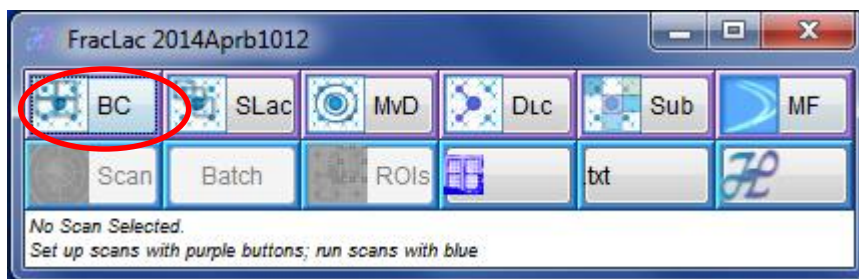 FracLac 2014Aprb1012
BC SLac MvD DLC Sub MF
Scan Batch ROIs .txt
No Scan Selected.
Set up scans with purple buttons; run scans with blue